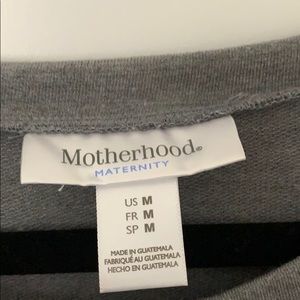 Motherhood®
MATERNITY
US M
FR M
SP M
MADE IN GUATEMALA
FABRIQUÉ AU GUATEMALA
HECHO EN GUATEMALA